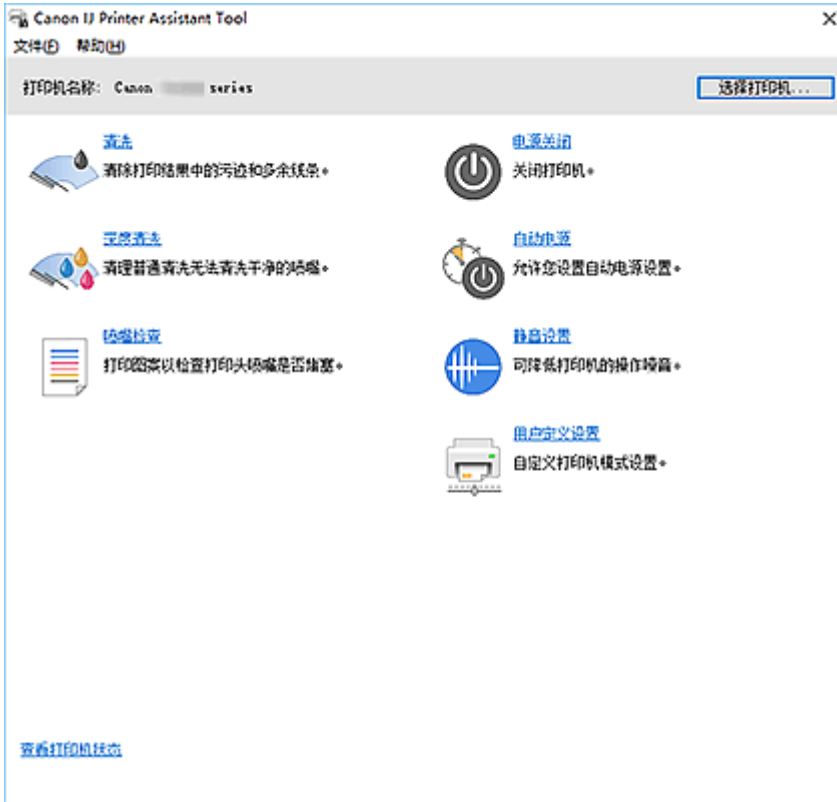 Canon IJ Printer Assistant Tool
文件(F) 帮助(H)
打印机名称: Canon series
选择打印机...
清洗
清除打印结果中的污迹和多余线条。
深度清洗
清理普通清洗无法清洗干净的喷嘴。
喷嘴检查
打印图案以检查打印头喷嘴是否堵塞。
电源关闭
关闭打印机。
自动电源
允许您设置自动电源设置。
静音设置
可降低打印机的操作噪音。
用户定义设置
自定义打印机模式设置。
查看打印机状态